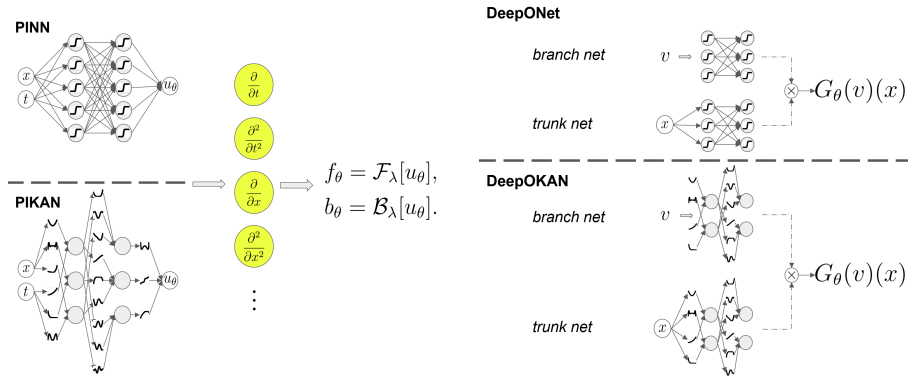 PINN
x
t
u_θ
∂/∂t
∂²/∂t²
∂/∂x
∂²/∂x²
⋮
f_θ = 𝓕_λ[u_θ],
b_θ = 𝓑_λ[u_θ].
PIKAN
x
t
u_θ
DeepONet
branch net v
trunk net x
⊗ G_θ(v)(x)
DeepOKAN
branch net v
trunk net x
⊗ G_θ(v)(x)